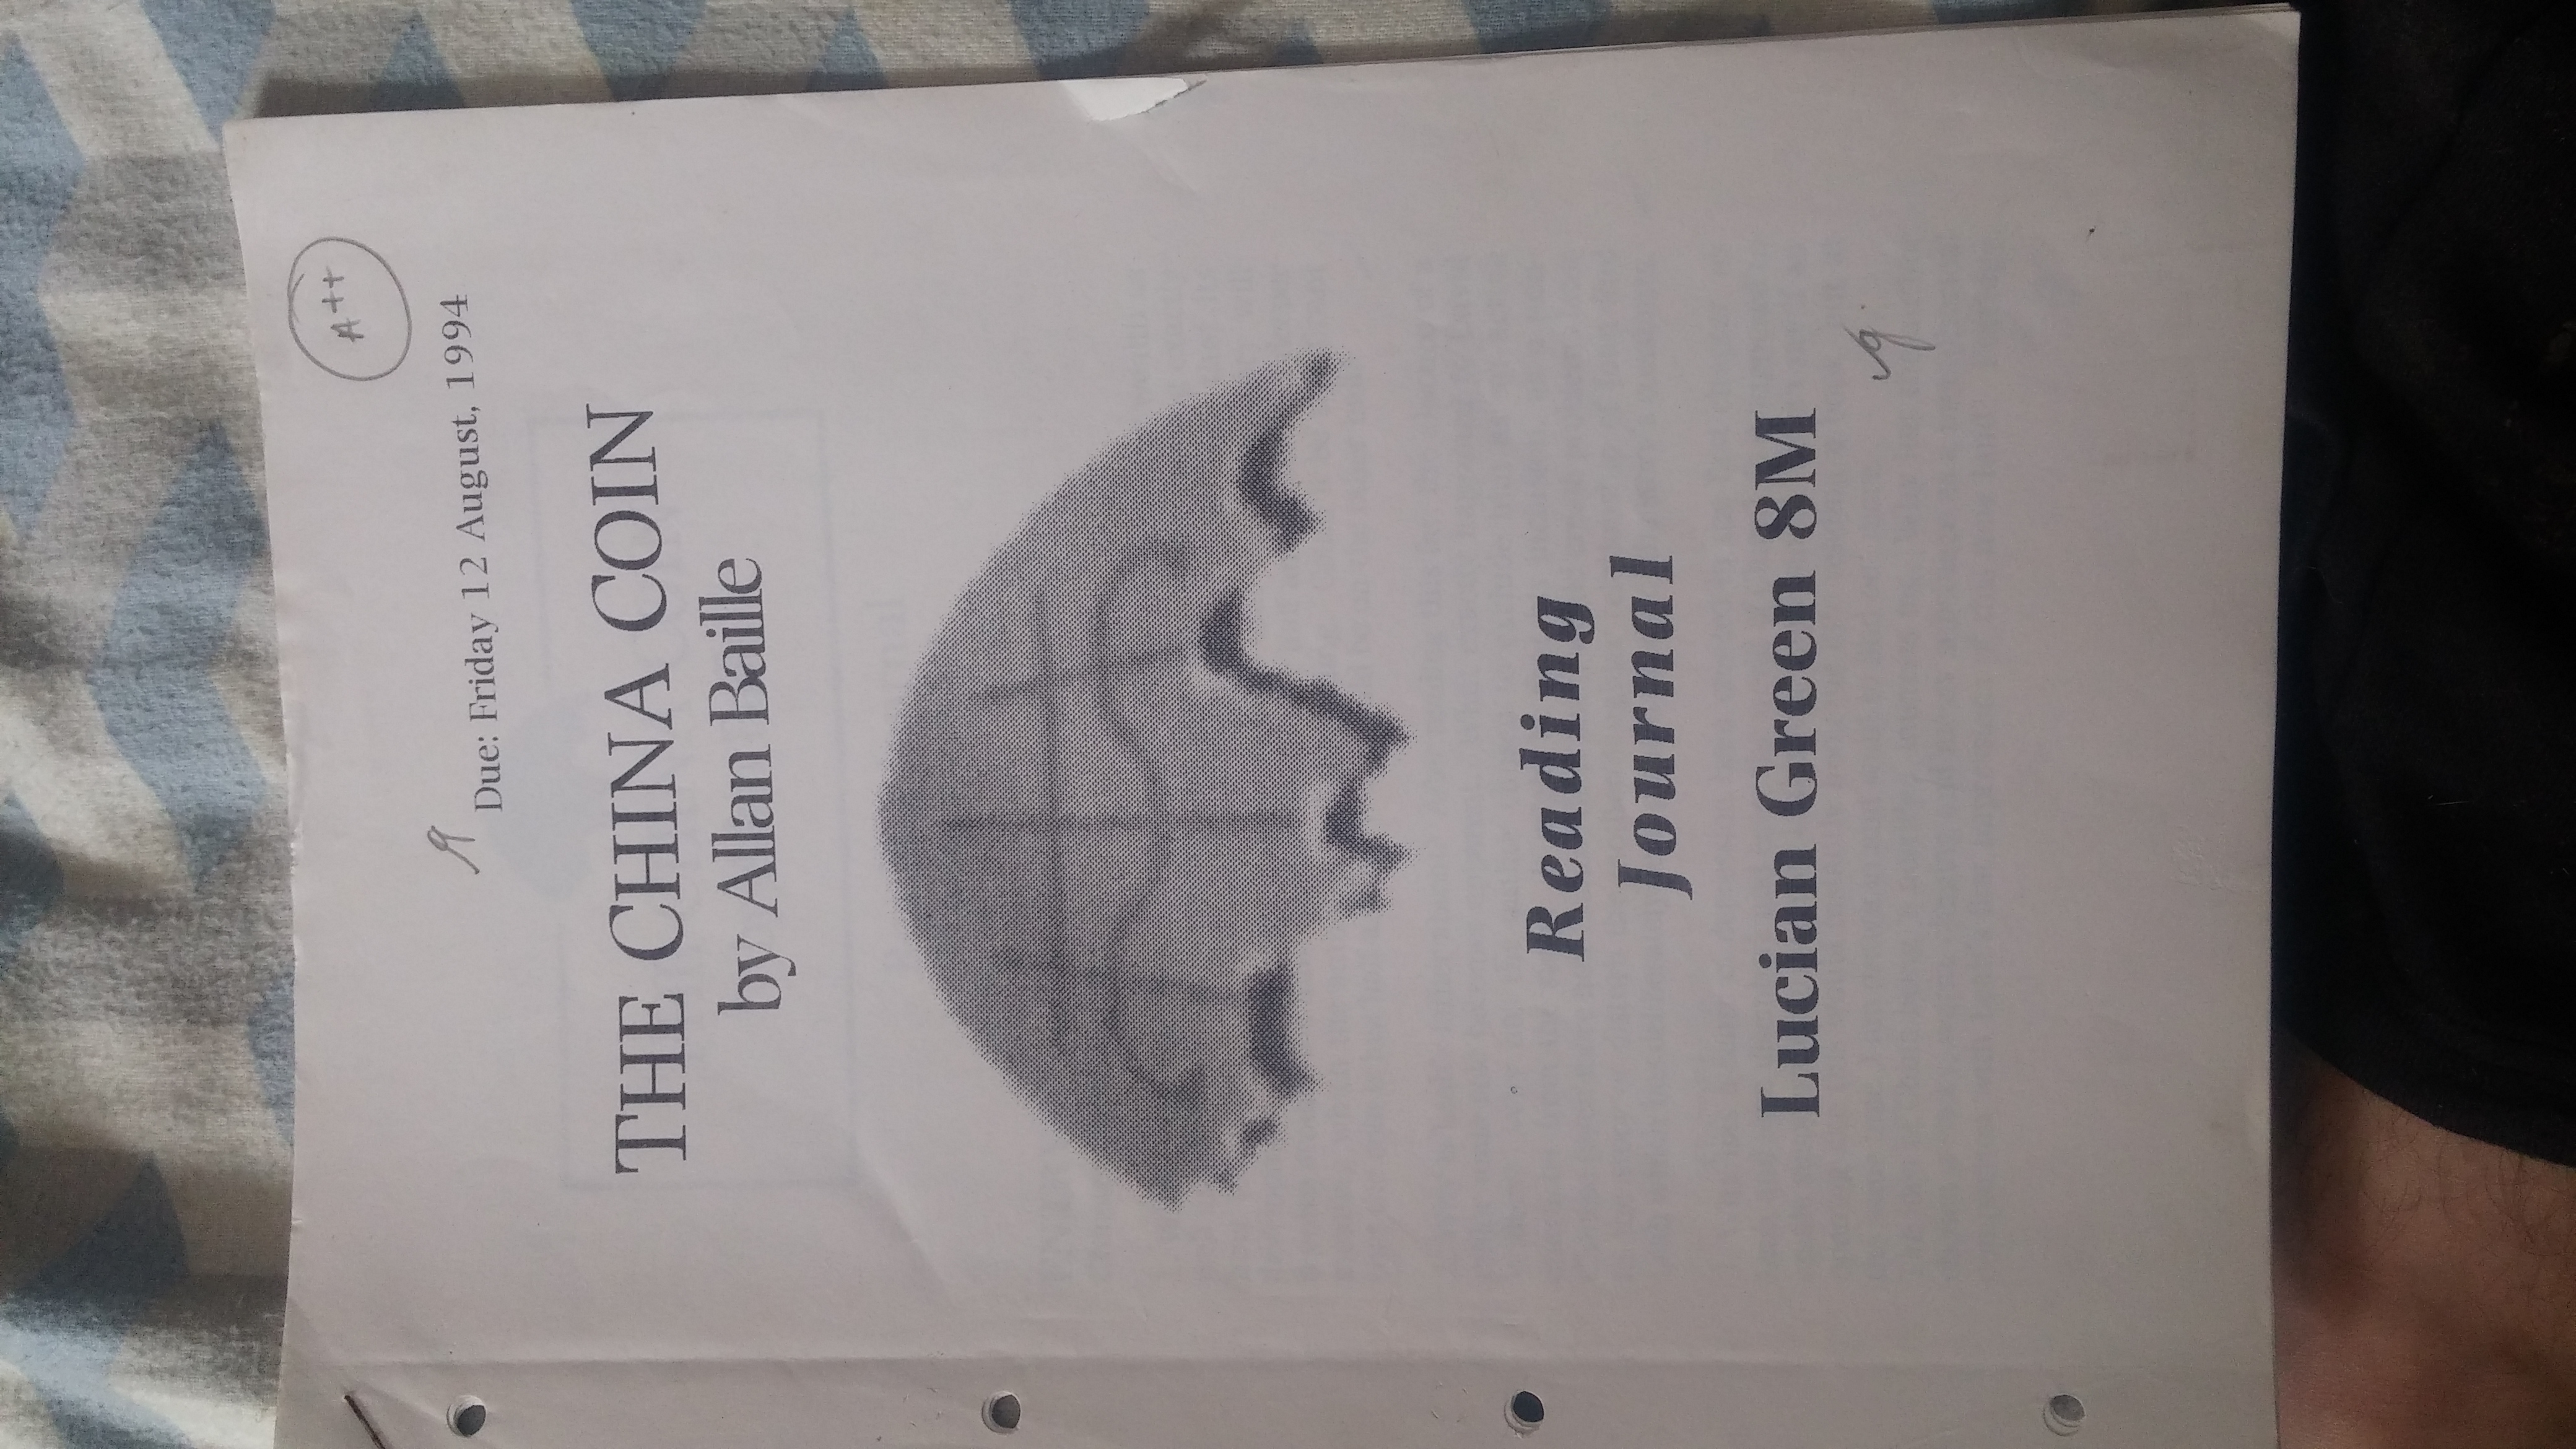 A++
Due: Friday 12 August, 1994
THE CHINA COIN
by Allan Baille
Reading
Journal
Lucian Green 8M